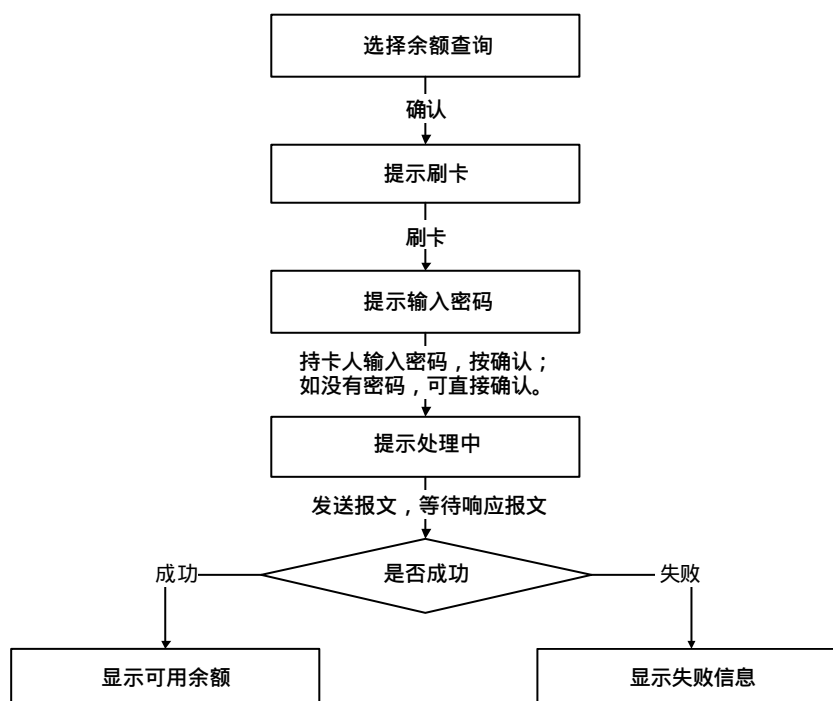 选择余额查询
确认
提示刷卡
刷卡
提示输入密码
持卡人输入密码，按确认；
如没有密码，可直接确认。
提示处理中
发送报文，等待响应报文
成功
是否成功
失败
显示可用余额
显示失败信息